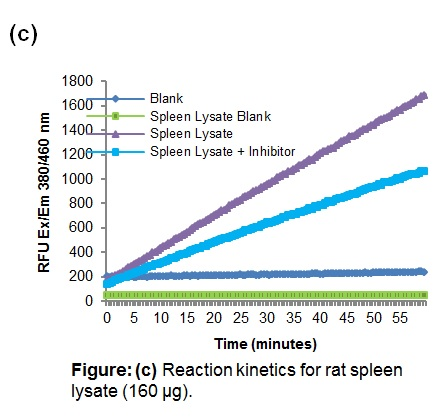 (c)
1800
1600
1400
1200
1000
800
600
400
200
0
RFU Ex/Em 380/460 nm
Blank
Spleen Lysate Blank
Spleen Lysate
Spleen Lysate + Inhibitor
0 5 10 15 20 25 30 35 40 45 50 55
Time (minutes)
Figure: (c) Reaction kinetics for rat spleen
lysate (160 µg).